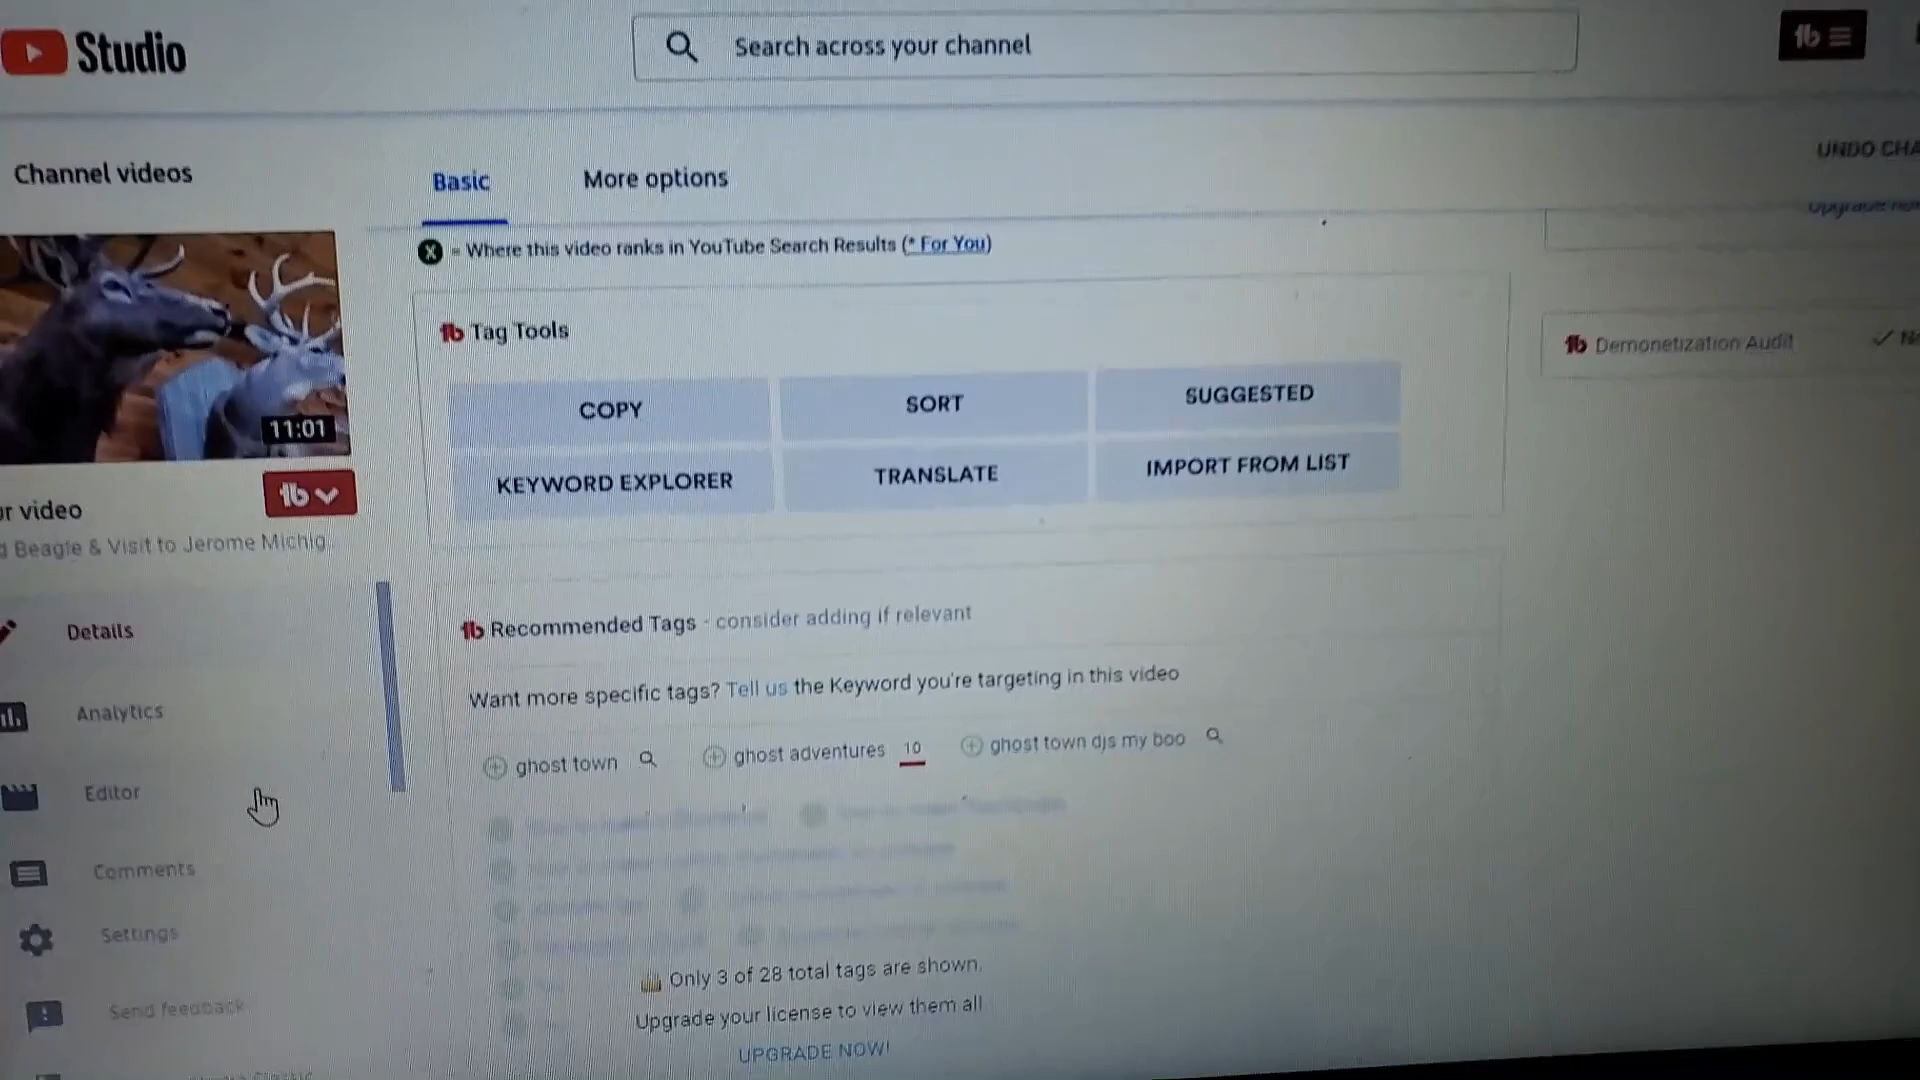 Studio
Search across your channel
Channel videos
Basic
More options
UNDO CHA
X - Where this video ranks in YouTube Search Results (* For You)
tb Tag Tools
COPY
SORT
SUGGESTED
KEYWORD EXPLORER
TRANSLATE
IMPORT FROM LIST
tb Demonetization Audit
11:01
tb
r video
d Beagle & Visit to Jerome Michig...
Details
Analytics
Editor
Comments
Settings
Send feedback
tb Recommended Tags - consider adding if relevant
Want more specific tags? Tell us the Keyword you're targeting in this video
ghost town
ghost adventures 10
ghost town djs my boo
Only 3 of 28 total tags are shown.
Upgrade your license to view them all
UPGRADE NOW!